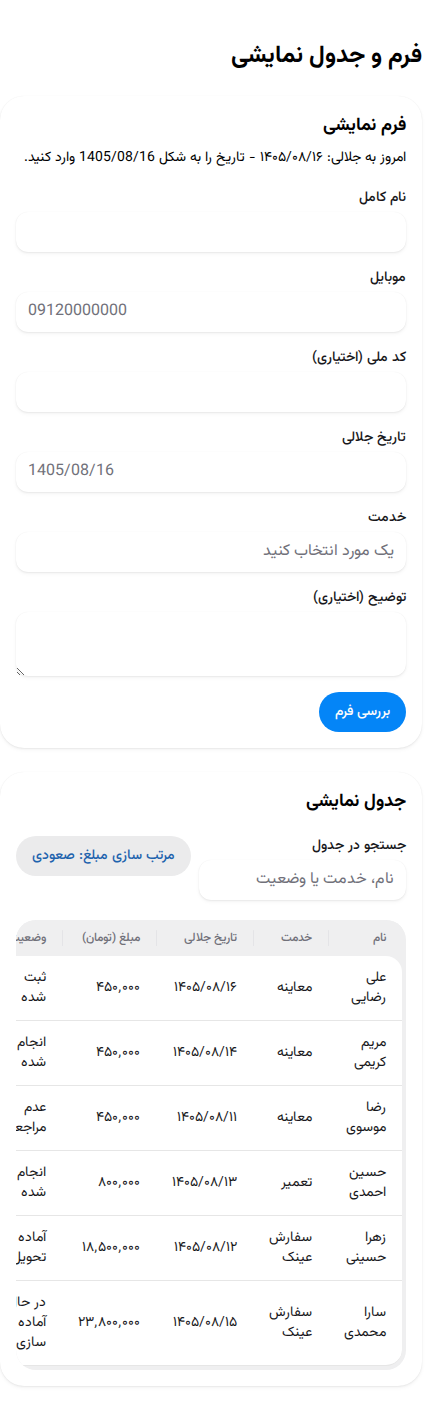 فرم و جدول نمایشی
فرم نمایشی
امروز به جلالی: ۱۴۰۵/۰۸/۱۶ - تاریخ را به شکل 1405/08/16 وارد کنید.
نام کامل
موبایل
09120000000
کد ملی (اختیاری)
تاریخ جلالی
1405/08/16
خدمت
یک مورد انتخاب کنید
توضیح (اختیاری)
بررسی فرم
جدول نمایشی
جستجو در جدول
نام، خدمت یا وضعیت
مرتب سازی مبلغ: صعودی
نام خدمت تاریخ جلالی مبلغ (تومان)
علی رضایی معاینه ۱۴۰۵/۰۸/۱۶ ۴۵۰,۰۰۰ ثبت شده
مریم کریمی معاینه ۱۴۰۵/۰۸/۱۴ ۴۵۰,۰۰۰ انجام شده
رضا موسوی معاینه ۱۴۰۵/۰۸/۱۱ ۴۵۰,۰۰۰ عدم
حسین احمدی تعمیر ۱۴۰۵/۰۸/۱۳ ۸۰۰,۰۰۰ انجام شده
زهرا حسینی سفارش عینک ۱۴۰۵/۰۸/۱۲ ۱۸,۵۰۰,۰۰۰ آماده تحویل
سارا محمدی سفارش عینک ۱۴۰۵/۰۸/۱۵ ۲۳,۸۰۰,۰۰۰ در آماده سازی